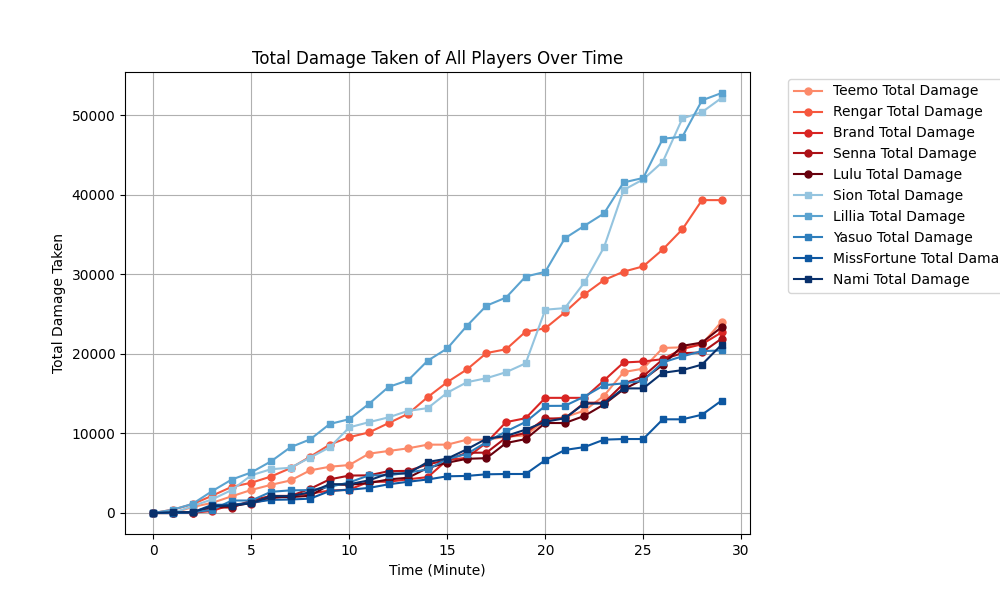 Total Damage Taken of All Players Over Time
Total Damage Taken
50000
40000
30000
20000
10000
0
0 5 10 15 20 25 30
Time (Minute)
Teemo Total Damage
Rengar Total Damage
Brand Total Damage
Senna Total Damage
Lulu Total Damage
Sion Total Damage
Lillia Total Damage
Yasuo Total Damage
MissFortune Total Dama
Nami Total Damage